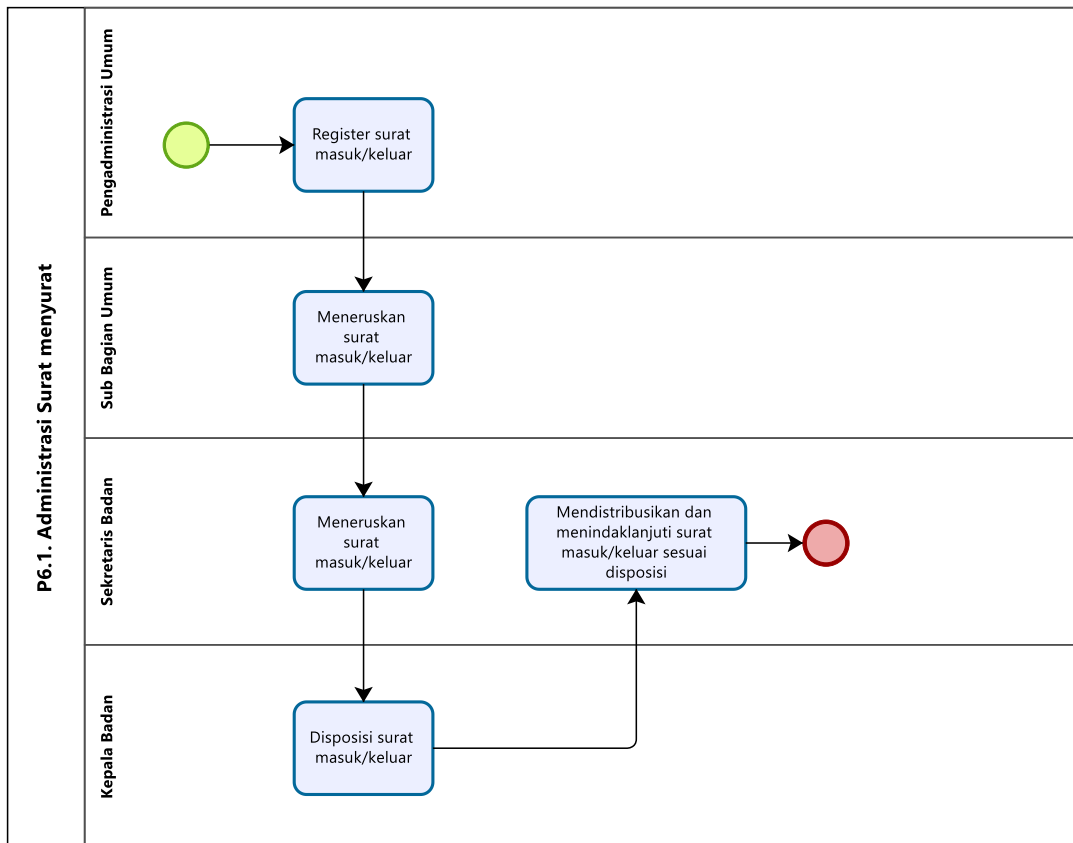 P6.1. Administrasi Surat menyurat
Pengadministrasi Umum
Register surat
masuk/keluar
Sub Bagian Umum
Meneruskan
surat
masuk/keluar
Sekretaris Badan
Meneruskan
surat
masuk/keluar
Mendistribusikan dan
menindaklanjuti surat
masuk/keluar sesuai
disposisi
Kepala Badan
Disposisi surat
masuk/keluar